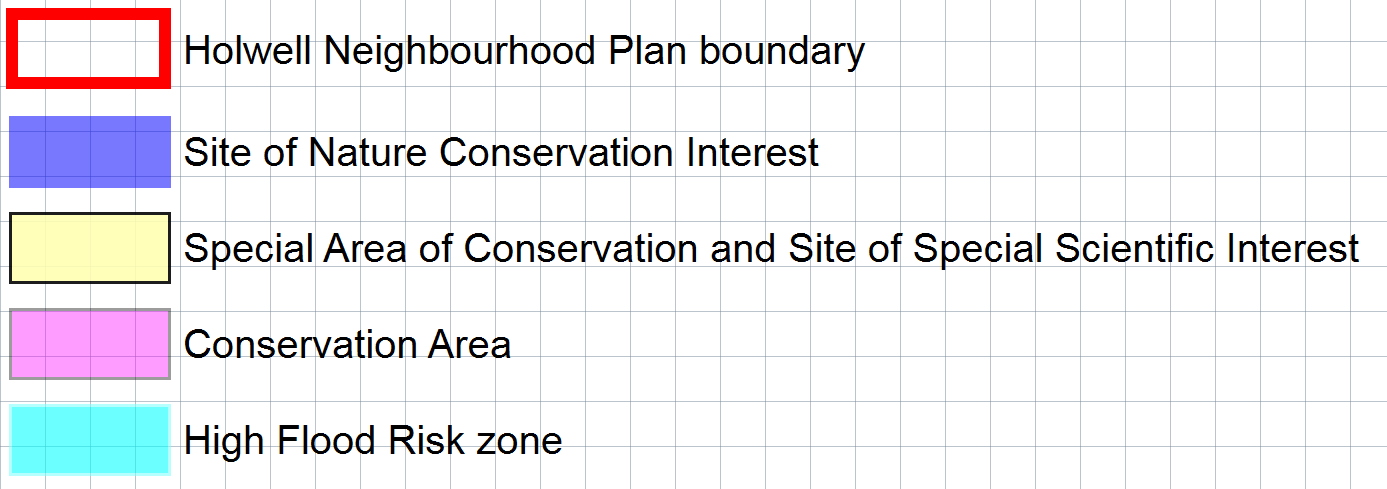 Holwell Neighbourhood Plan boundary
Site of Nature Conservation Interest
Special Area of Conservation and Site of Special Scientific Interest
Conservation Area
High Flood Risk zone